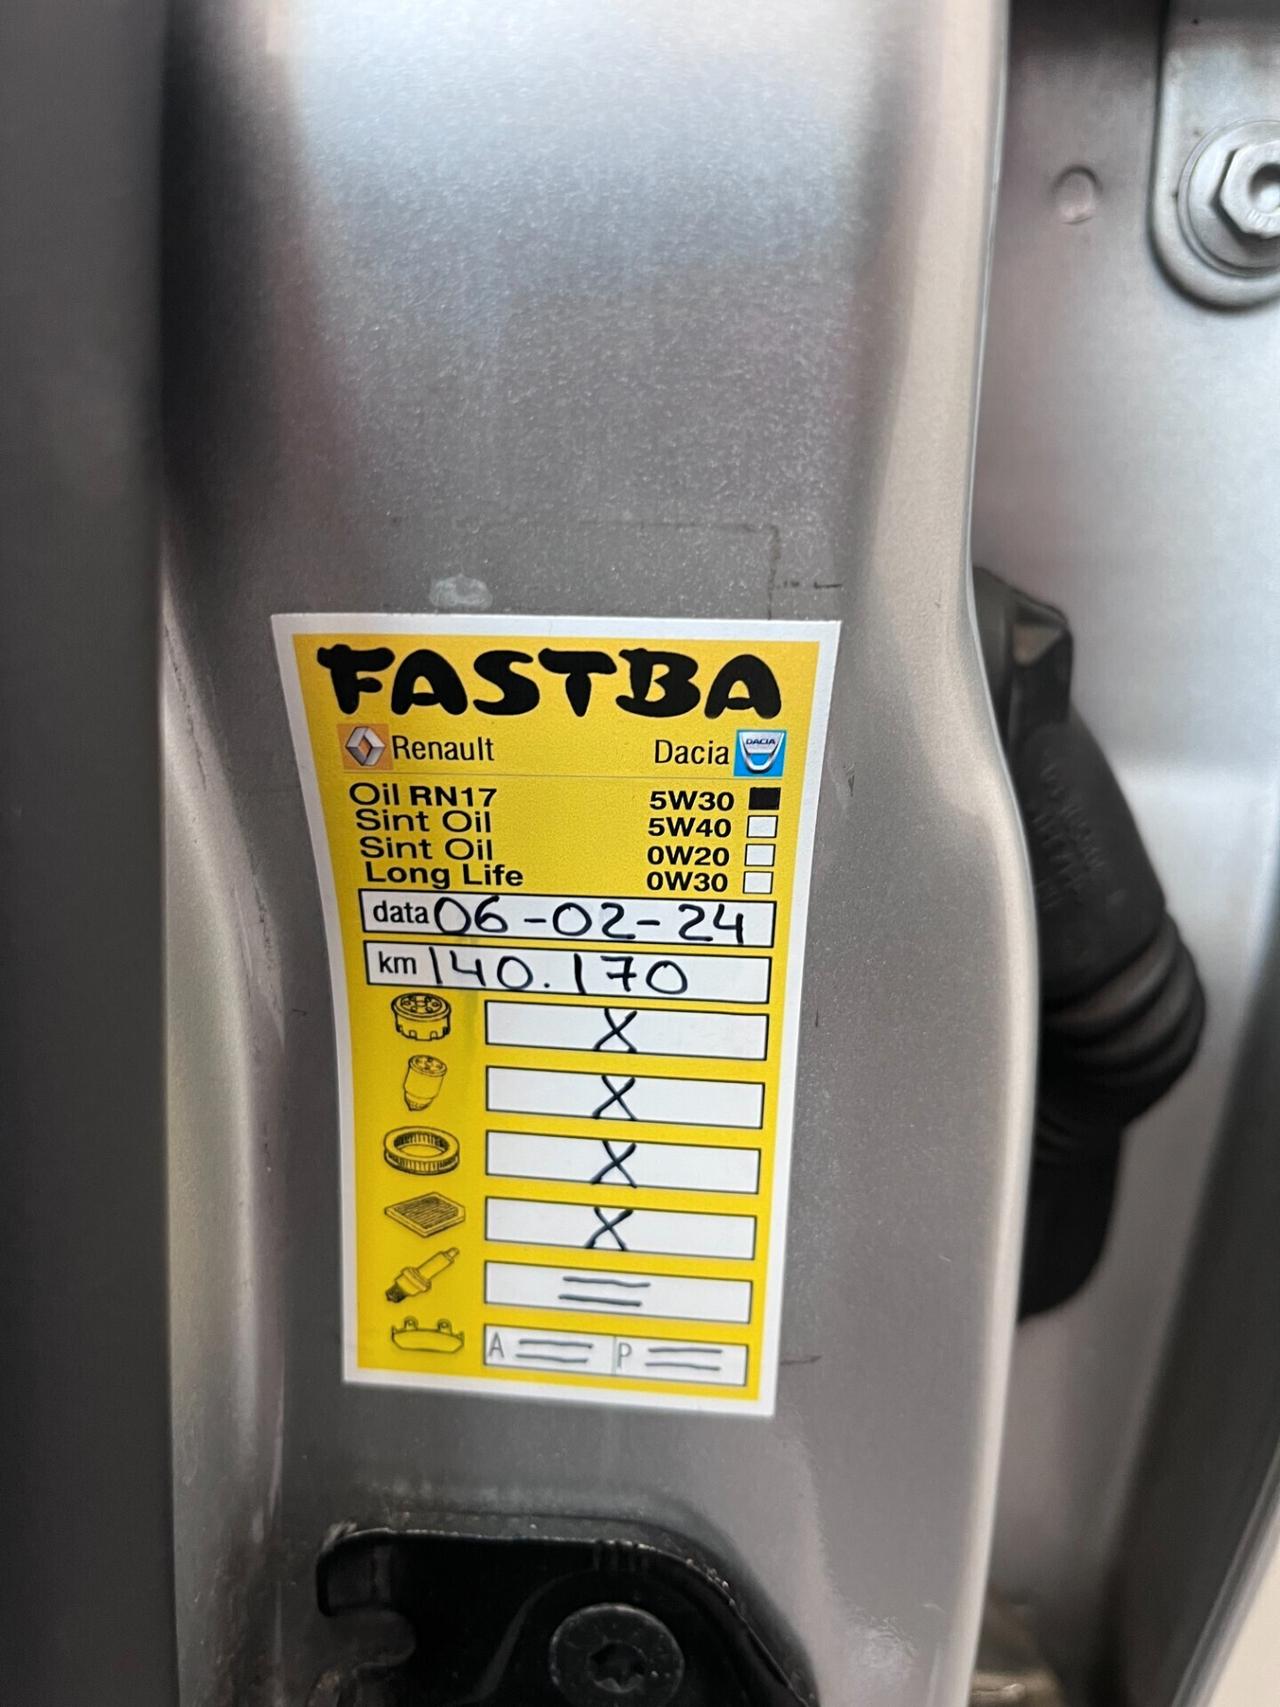 FASTBA
Renault Dacia DACIA
Oil RN17 5W30
Sint Oil 5W40
Sint Oil 0W20
Long Life 0W30
data 06-02-24
km 140.170
X
X
X
X
=
A = P =